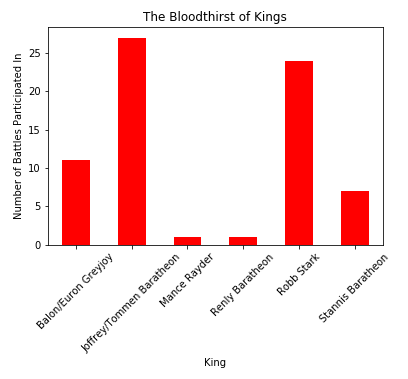 The Bloodthirst of Kings
Number of Battles Participated In
25
20
15
10
5
0
Balon/Euron Greyjoy
Joffrey/Tommen Baratheon
Mance Rayder
Renly Baratheon
Robb Stark
Stannis Baratheon
King